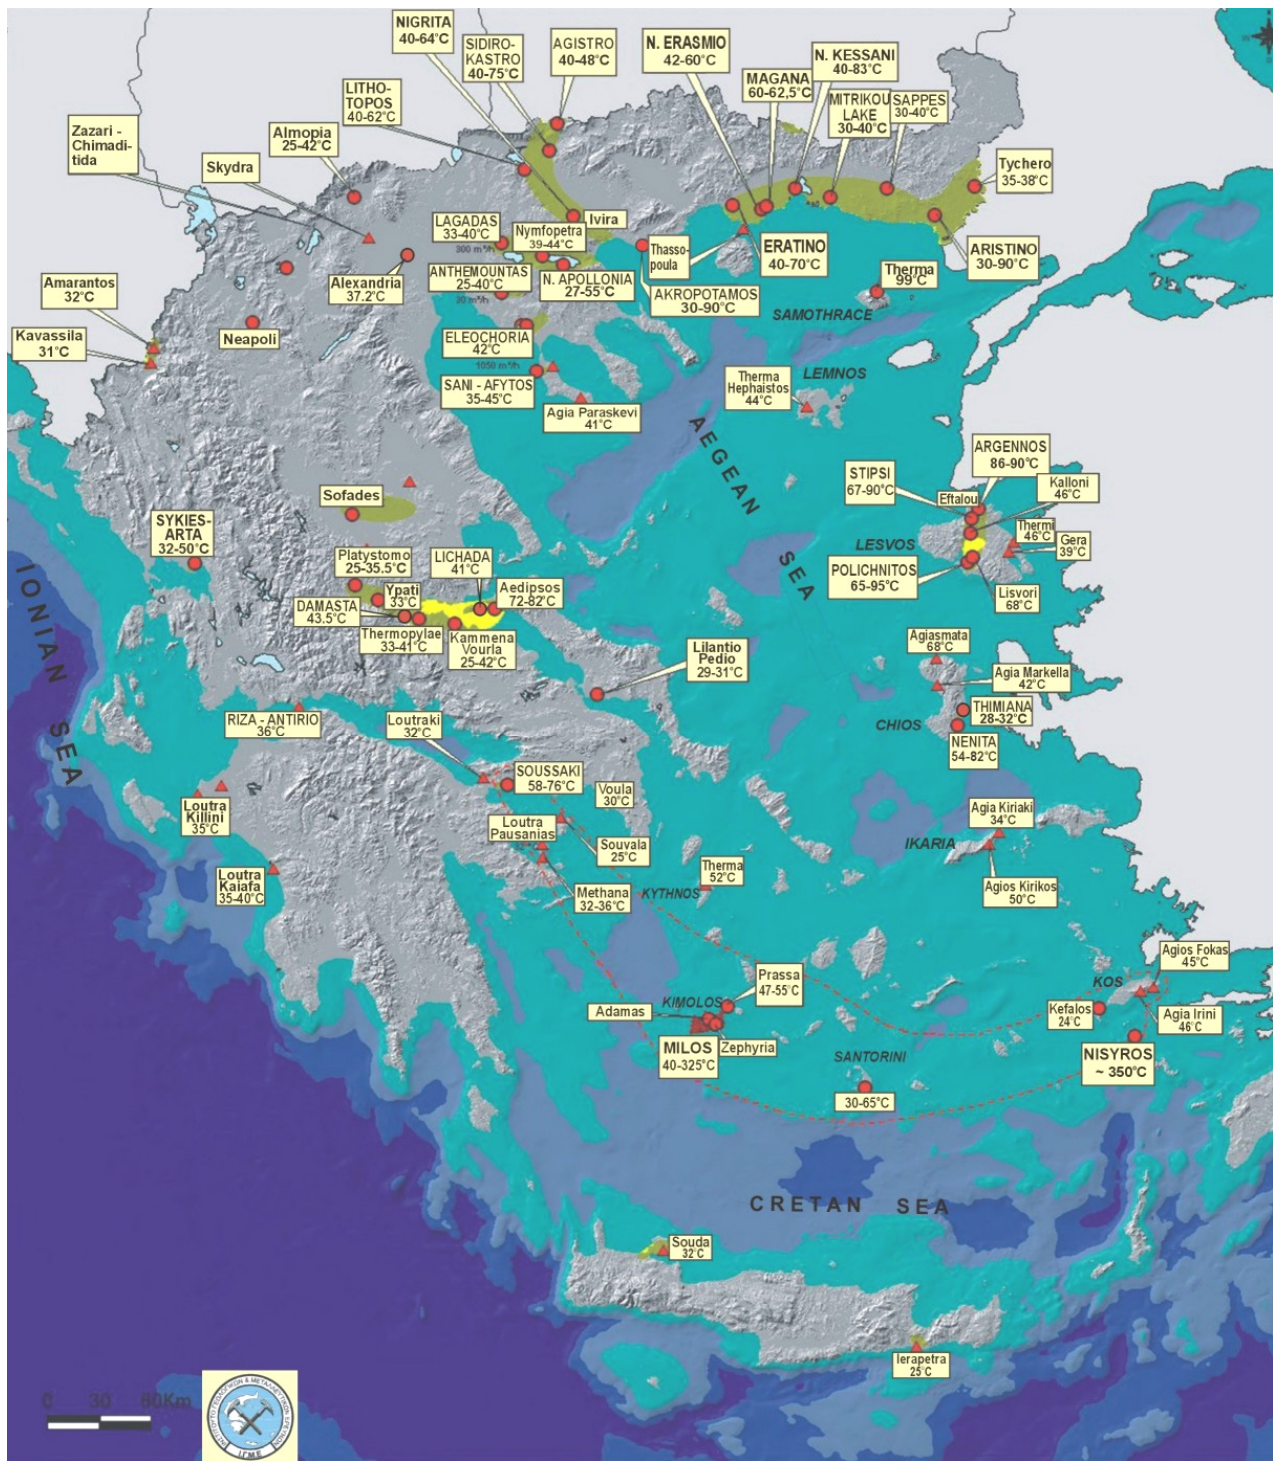 NIGRITA
40-64°C
SIDIRO-
KASTRO
40-75°C
AGISTRO
40-48°C
N. ERASMIO
42-60°C
MAGANA
60-62,5°C
N. KESSANI
40-83°C
MITRIKOU
LAKE
30-40°C
SAPPES
30-40°C
LITHO-
TOPOS
40-62°C
Zazari -
Chimadi-
tida
Almopia
25-42°C
Skydra
Tychero
35-38°C
Ivira
LAGADAS
33-40°C
300 m³/h
Nymfopetra
39-44°C
Thasso-
poula
ERATINO
40-70°C
ARISTINO
30-90°C
Amarantos
32°C
Alexandria
37.2°C
ANTHEMOUNTAS
25-40°C
N. APOLLONIA
27-55°C
AKROPOTAMOS
30-90°C
Therma
99°C
SAMOTHRACE
Kavassila
31°C
Neapoli
ELEOCHORIA
42°C
1050 m³/h
SANI - AFYTOS
35-45°C
Agia Paraskevi
41°C
Therma
Hephaistos
44°C
LEMNOS
AEGEAN
SEA
ARGENNOS
86-90°C
STIPSI
67-90°C
Kalloni
46°C
Eftalou
Sofades
SYKIES-
ARTA
32-50°C
LESVOS
Thermi
46°C
Gera
39°C
Platystomo
25-35.5°C
LICHADA
41°C
Aedipsos
72-82°C
POLICHNITOS
65-95°C
Lisvori
68°C
IONIAN
SEA
Ypati
33°C
DAMASTA
43.5°C
Thermopylae
33-41°C
Kammena
Vourla
25-42°C
Lilantio
Pedio
29-31°C
Agiasmata
68°C
Agia Markella
42°C
THIMIANA
28-32°C
CHIOS
NENITA
54-82°C
RIZA - ANTIRIO
36°C
Loutraki
32°C
SOUSSAKI
58-76°C
Voula
30°C
Loutra
Killini
35°C
Loutra
Pausanias
Souvala
25°C
Agia Kiriaki
34°C
IKARIA
Loutra
Kaiafa
35-40°C
Methana
32-36°C
Therma
52°C
KYTHNOS
Agios Kirikos
50°C
Agios Fokas
45°C
Prassa
47-55°C
KIMOLOS
KOS
Adamas
Kefalos
24°C
Agia Irini
46°C
MILOS
40-325°C
Zephyria
SANTORINI
30-65°C
NISYROS
~ 350°C
CRETAN SEA
Souda
32°C
Ierapetra
25°C
0 30 60Km
ΙΝΣΤΙΤΟΥΤΟ ΓΕΩΛΟΓΙΚΩΝ & ΜΕΤΑΛΛΕΥΤΙΚΩΝ ΕΡΕΥΝΩΝ
Ι.Γ.Μ.Ε